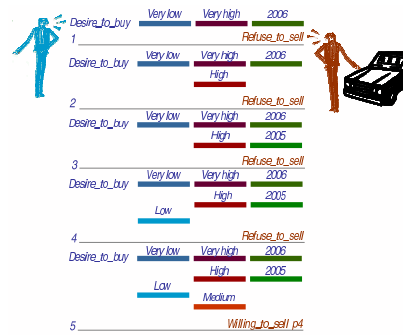 Very low Very high 2006
Desire_to_buy
1 Refuse_to_sell
Very low Very high 2006
Desire_to_buy
High
2 Refuse_to_sell
Very low Very high 2006
Desire_to_buy
High 2005
3 Refuse_to_sell
Very low Very high 2006
Desire_to_buy
High 2005
Low
4 Refuse_to_sell
Very low Very high 2006
Desire_to_buy
High 2005
Low
Medium
5 Willing_to_sell p4